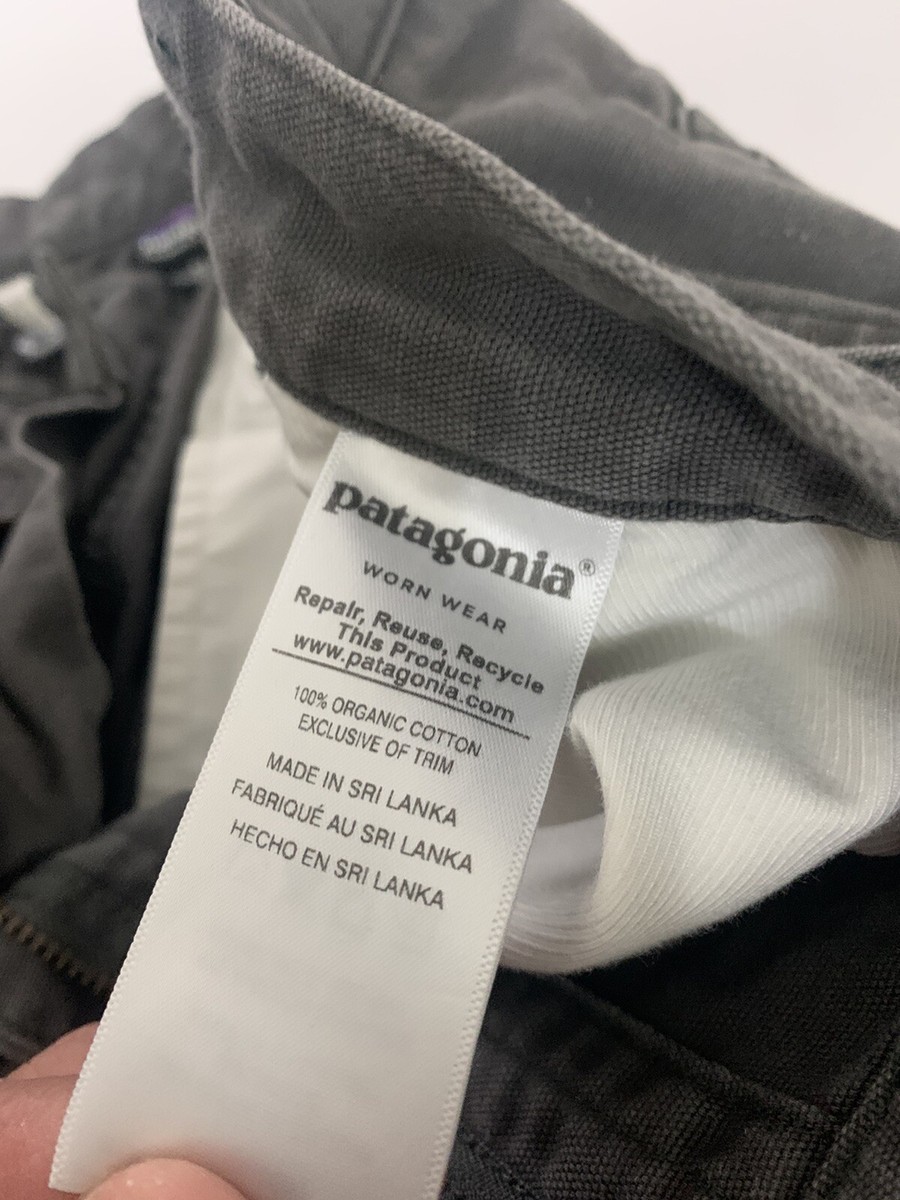 patagonia®
WORN WEAR
Repair, Reuse, Recycle
This Product
www.patagonia.com
100% ORGANIC COTTON
EXCLUSIVE OF TRIM
MADE IN SRI LANKA
FABRIQUÉ AU SRI LANKA
HECHO EN SRI LANKA